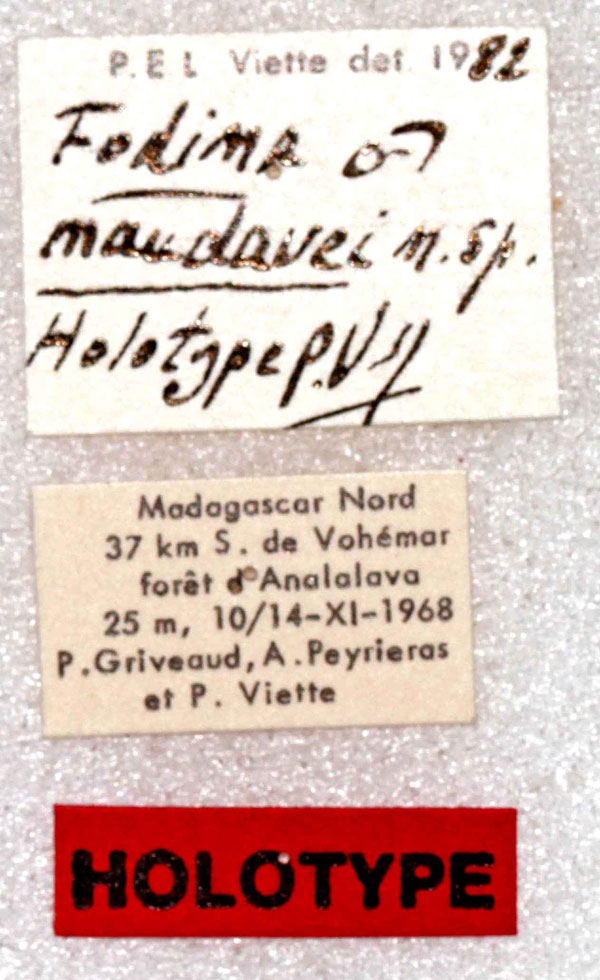 P. E. L. Viette det. 1982
Fodina ♂
maudavei n. sp.
Holotype P. V.
Madagascar Nord
37 km S. de Vohémar
forêt d'Analalava
25 m, 10/14-XI-1968
P. Griveaud, A. Peyrieras
et P. Viette
HOLOTYPE